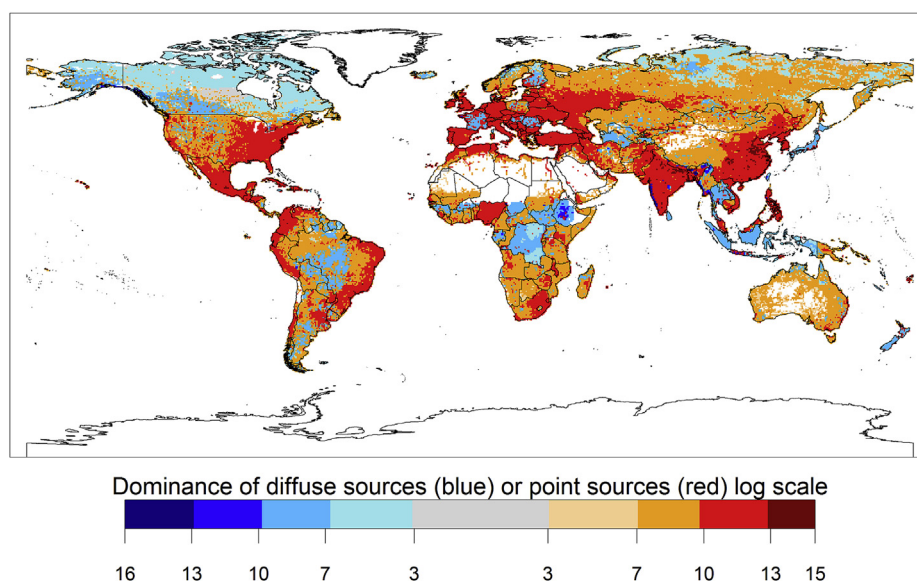 Dominance of diffuse sources (blue) or point sources (red) log scale
16 13 10 7 3 3 7 10 13 15